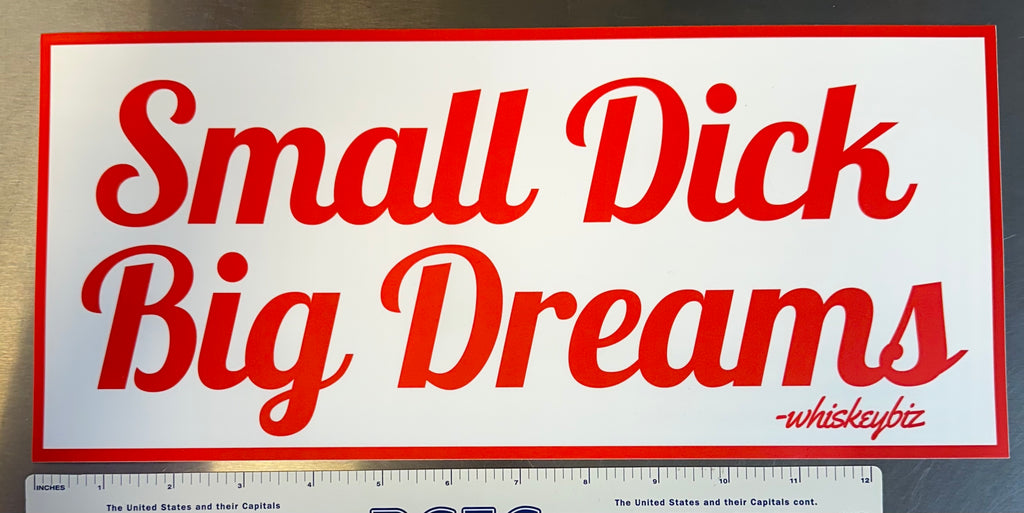 Small Dick
Big Dreams
-whiskeybiz
INCHES 1 2 3 4 5 6 7 8 9 10 11 12
The United States and their Capitals
The United States and their Capitals cont.